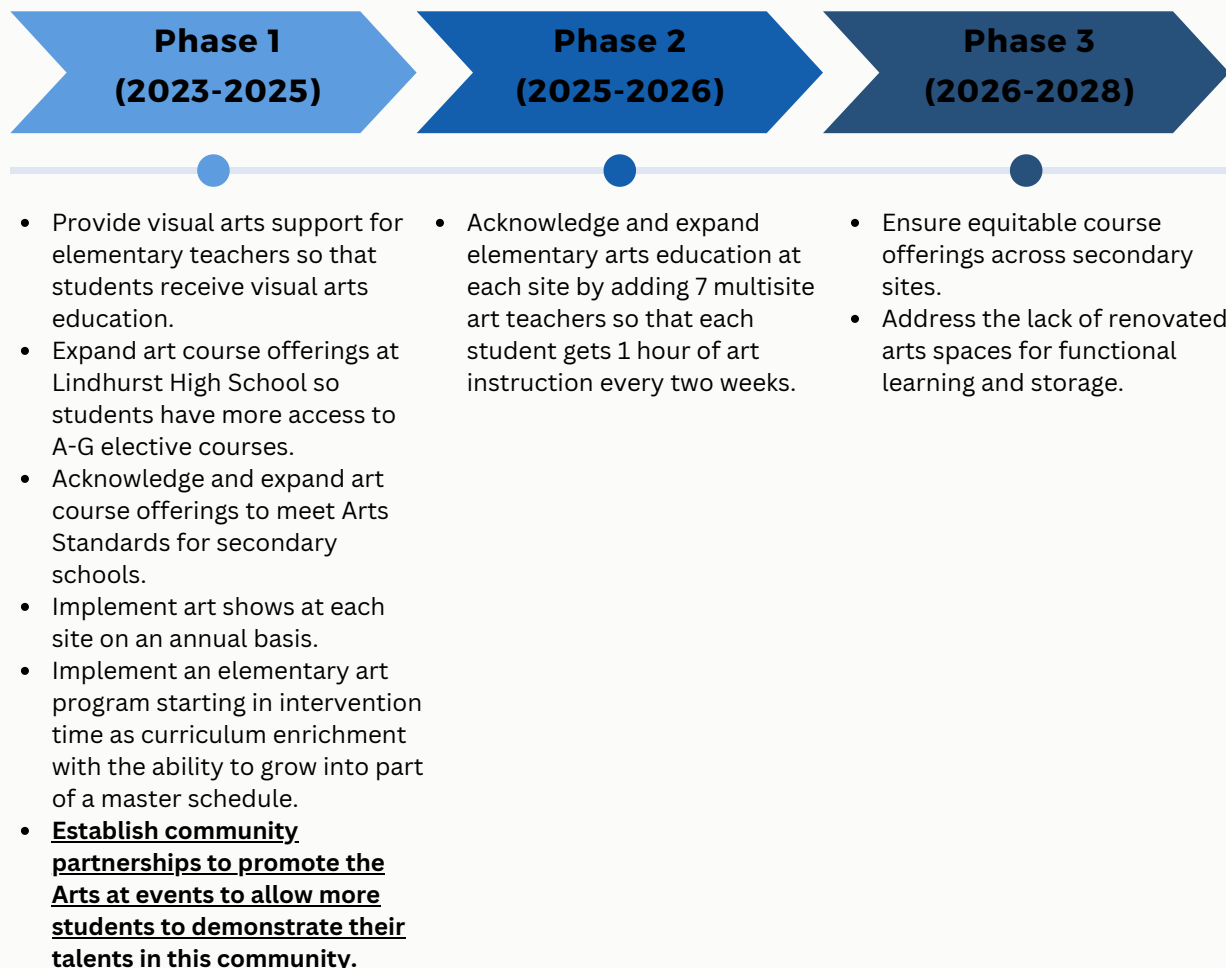 Phase 1
(2023-2025)
Phase 2
(2025-2026)
Phase 3
(2026-2028)
• Provide visual arts support for
elementary teachers so that
students receive visual arts
education.
• Expand art course offerings at
Lindhurst High School so
students have more access to
A-G elective courses.
• Acknowledge and expand art
course offerings to meet Arts
Standards for secondary
schools.
• Implement art shows at each
site on an annual basis.
• Implement an elementary art
program starting in intervention
time as curriculum enrichment
with the ability to grow into part
of a master schedule.
• Establish community
partnerships to promote the
Arts at events to allow more
students to demonstrate their
talents in this community.
• Acknowledge and expand
elementary arts education at
each site by adding 7 multisite
art teachers so that each
student gets 1 hour of art
instruction every two weeks.
• Ensure equitable course
offerings across secondary
sites.
• Address the lack of renovated
arts spaces for functional
learning and storage.